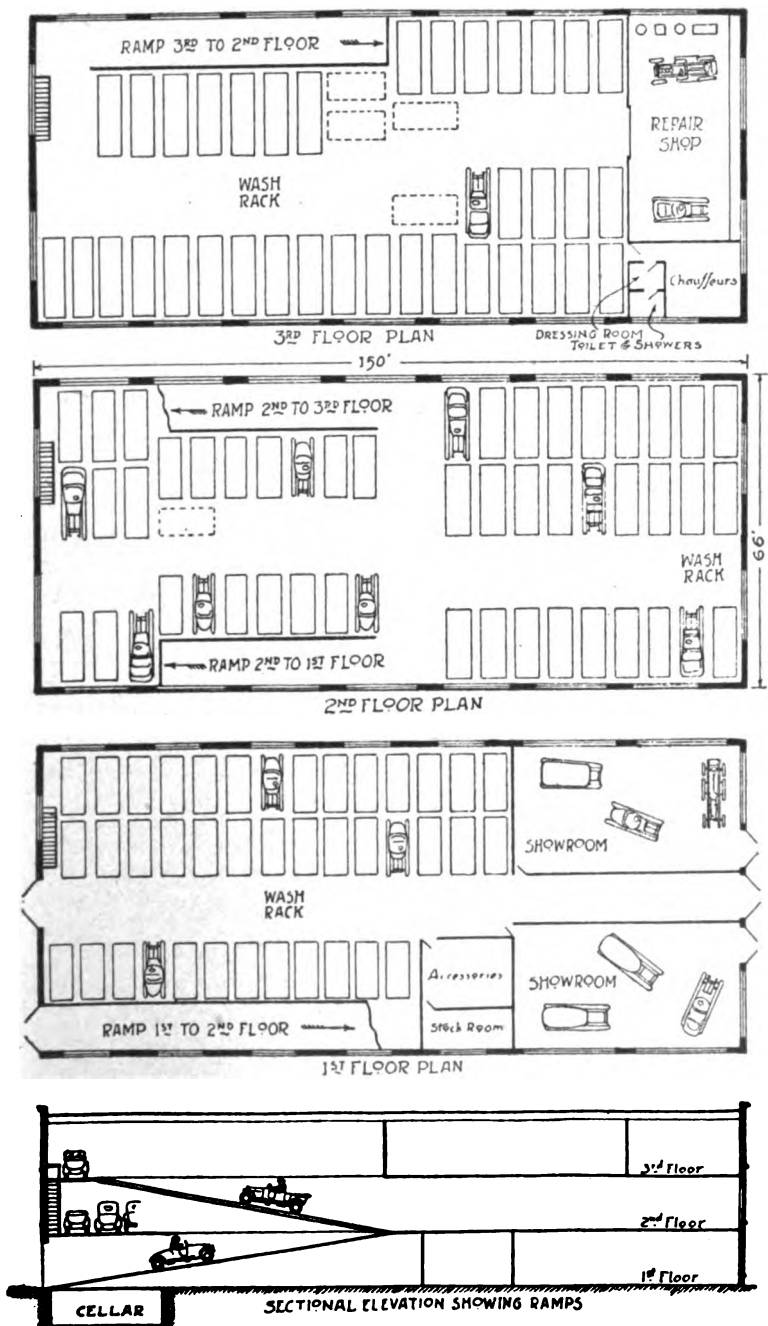 RAMP 3RD TO 2ND FLOOR
REPAIR
SHOP
WASH
RACK
Chauffeurs
3RD FLOOR PLAN
DRESSING ROOM
TOILET & SHOWERS
150'
RAMP 2ND TO 3RD FLOOR
66'
WASH
RACK
RAMP 2ND TO 1ST FLOOR
2ND FLOOR PLAN
SHOWROOM
WASH
RACK
Accessories
SHOWROOM
RAMP 1ST TO 2ND FLOOR
Stock Room
1ST FLOOR PLAN
3rd Floor
2nd Floor
1st Floor
CELLAR
SECTIONAL ELEVATION SHOWING RAMPS